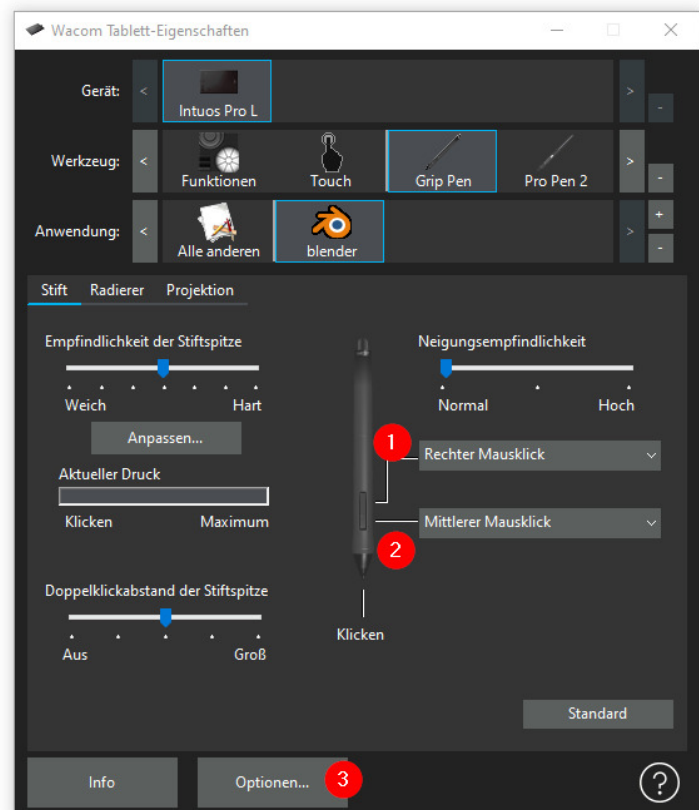 Wacom Tablett-Eigenschaften
Gerät:
<
Intuos Pro L
>
-
Werkzeug:
<
Funktionen
Touch
Grip Pen
Pro Pen 2
>
-
Anwendung:
<
Alle anderen
blender
>
+
-
Stift Radierer Projektion
Empfindlichkeit der Stiftspitze
Weich Hart
Anpassen...
Aktueller Druck
Klicken Maximum
Doppelklickabstand der Stiftspitze
Aus Groß
Neigungsempfindlichkeit
Normal Hoch
1
Rechter Mausklick
Mittlerer Mausklick
2
Klicken
Standard
Info
Optionen...
3
?